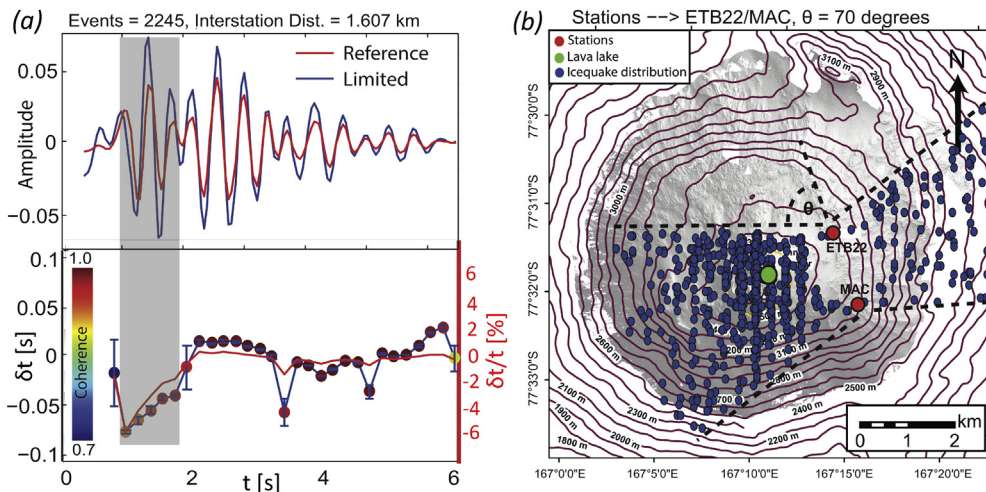 (a)
Events = 2245, Interstation Dist. = 1.607 km
Reference
Limited
Amplitude
0.05
0
−0.05
0.1
0.05
0
−0.05
−0.1
δt [s]
1.0
Coherence
0.7
6
4
2
0
-2
-4
-6
δt/t [%]
0
2
4
6
t [s]
(b)
Stations −−> ETB22/MAC, θ = 70 degrees
Stations
Lava lake
Icequake distribution
N
3100 m
2900 m
3000 m
θ
ETB22
MAC
2600 m
2500 m
2800 m
2400 m
2300 m
2200 m
2100 m
2000 m
1900 m
1800 m
77°30'0"S
77°31'0"S
77°32'0"S
77°33'0"S
km
0 1 2
167°0'0"E
167°5'0"E
167°10'0"E
167°15'0"E
167°20'0"E